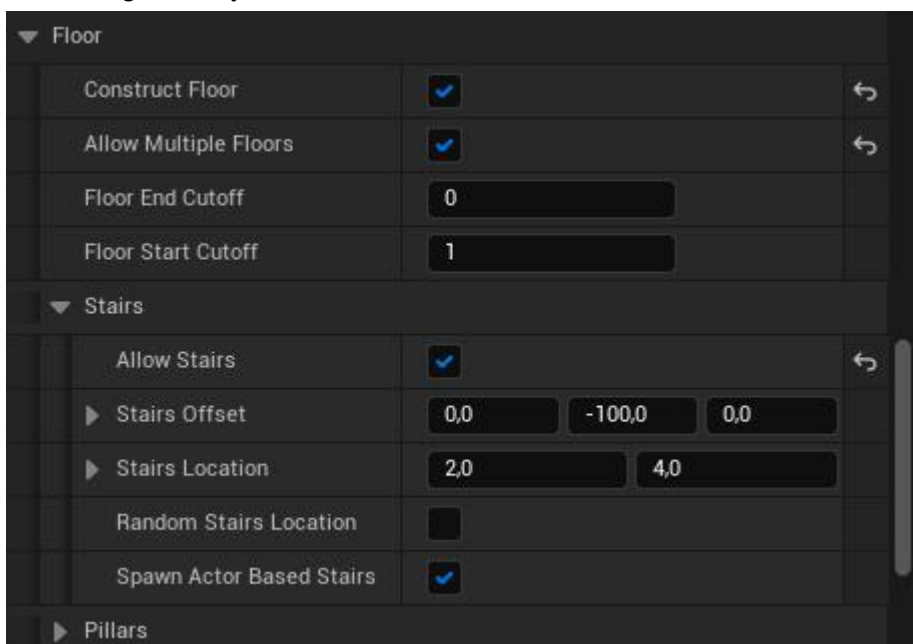 Floor
Construct Floor
Allow Multiple Floors
Floor End Cutoff 0
Floor Start Cutoff 1
Stairs
Allow Stairs
Stairs Offset 0,0 -100,0 0,0
Stairs Location 2,0 4,0
Random Stairs Location
Spawn Actor Based Stairs
Pillars